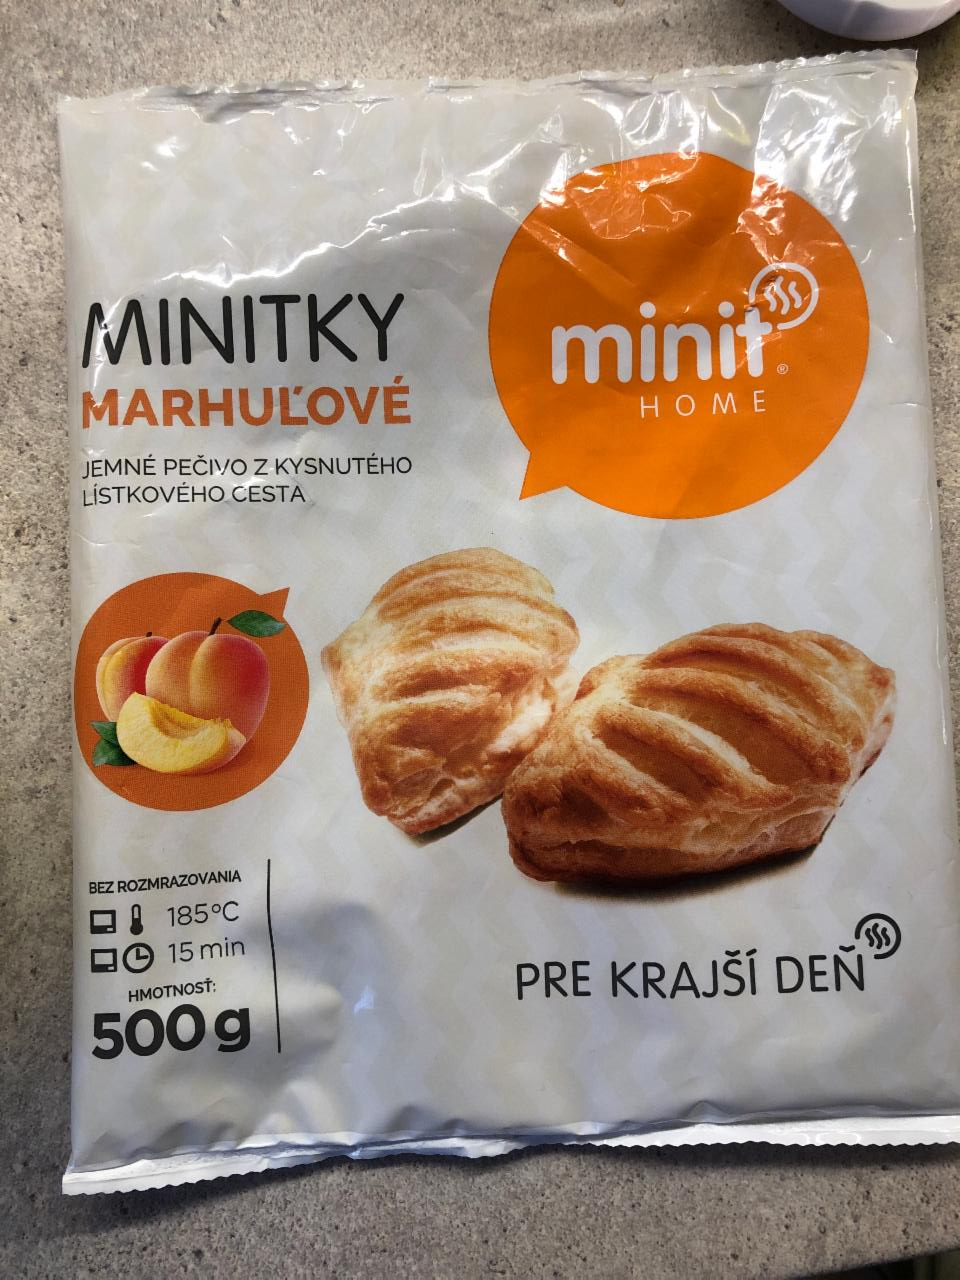 MINITKY
MARHUĽOVÉ
JEMNÉ PEČIVO Z KYSNUTÉHO
LÍSTKOVÉHO CESTA
minit®
HOME
BEZ ROZMRAZOVANIA
185°C
15 min
HMOTNOSŤ:
500 g
PRE KRAJŠÍ DEŇ